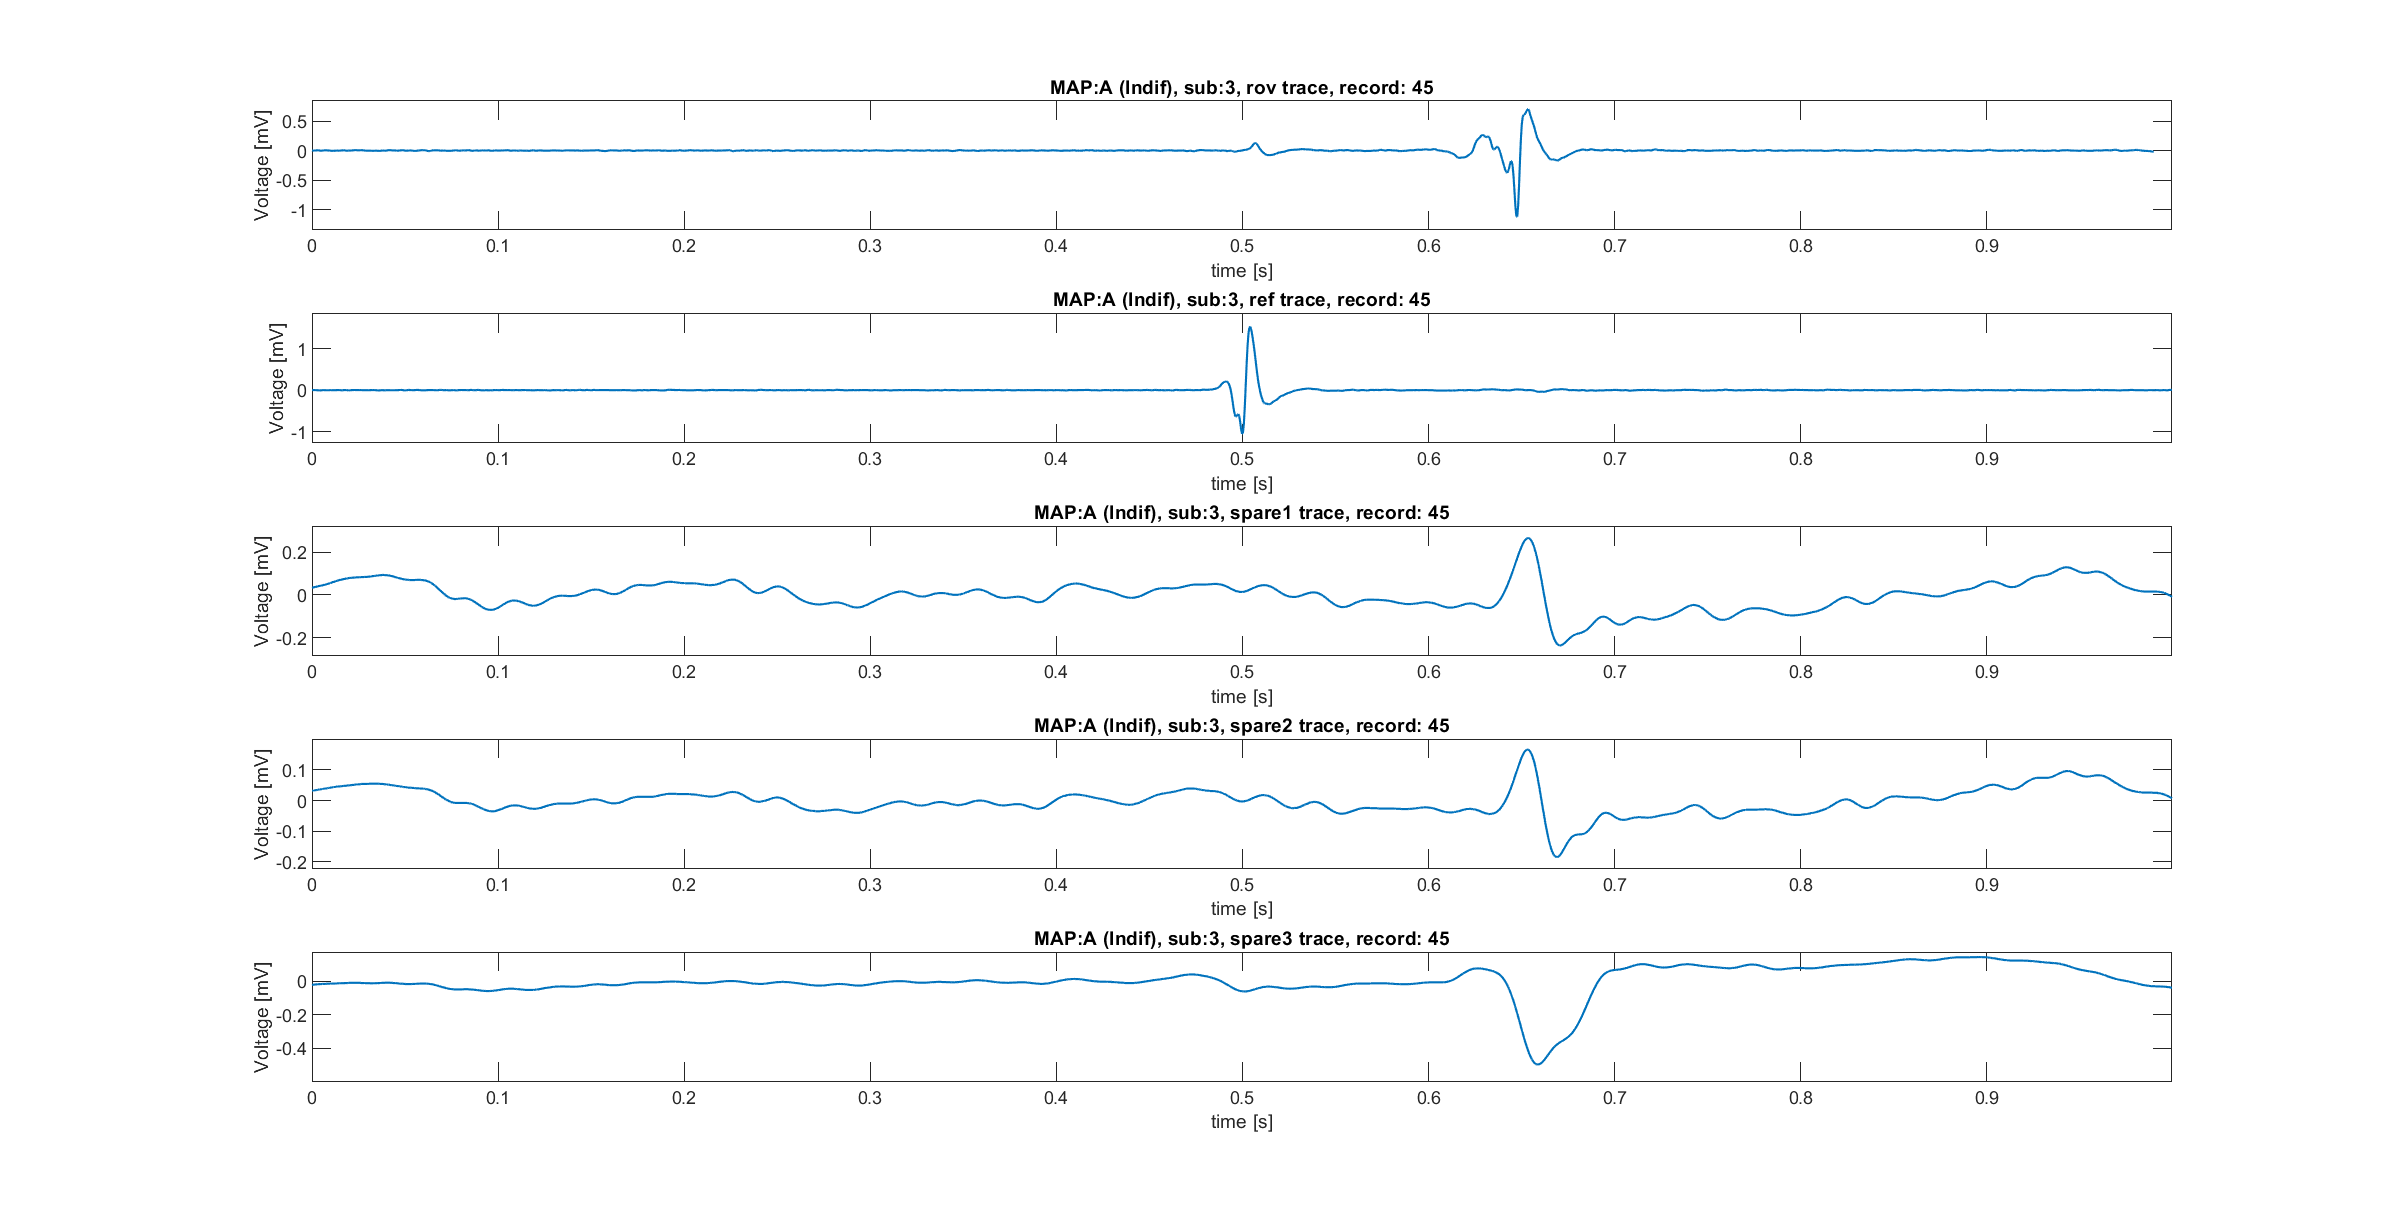 MAP:A (Indif), sub:3, rov trace, record: 45
Voltage [mV]
0.5
0
-0.5
-1
0 0.1 0.2 0.3 0.4 0.5 0.6 0.7 0.8 0.9
time [s]
MAP:A (Indif), sub:3, ref trace, record: 45
Voltage [mV]
1
0
-1
0 0.1 0.2 0.3 0.4 0.5 0.6 0.7 0.8 0.9
time [s]
MAP:A (Indif), sub:3, spare1 trace, record: 45
Voltage [mV]
0.2
0
-0.2
0 0.1 0.2 0.3 0.4 0.5 0.6 0.7 0.8 0.9
time [s]
MAP:A (Indif), sub:3, spare2 trace, record: 45
Voltage [mV]
0.1
0
-0.1
-0.2
0 0.1 0.2 0.3 0.4 0.5 0.6 0.7 0.8 0.9
time [s]
MAP:A (Indif), sub:3, spare3 trace, record: 45
Voltage [mV]
0
-0.2
-0.4
0 0.1 0.2 0.3 0.4 0.5 0.6 0.7 0.8 0.9
time [s]